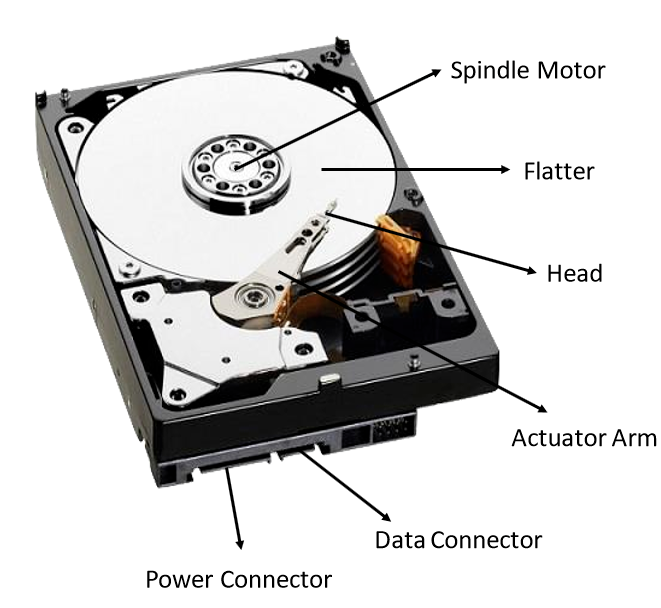 Spindle Motor
Flatter
Head
Actuator Arm
Data Connector
Power Connector